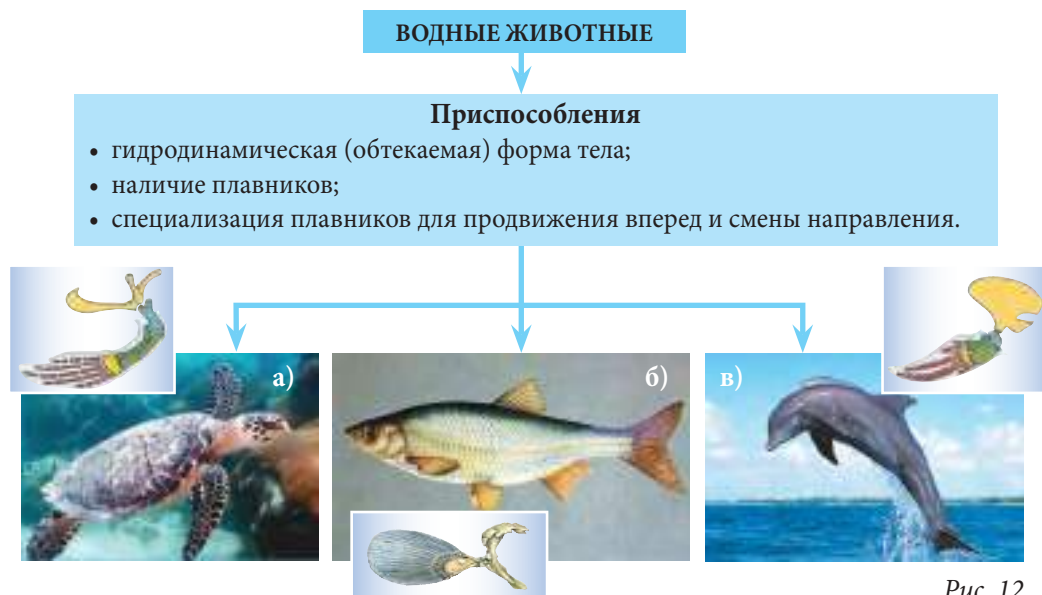 ВОДНЫЕ ЖИВОТНЫЕ
Приспособления
• гидродинамическая (обтекаемая) форма тела;
• наличие плавников;
• специализация плавников для продвижения вперед и смены направления.
а)
б)
в)
Рис. 12